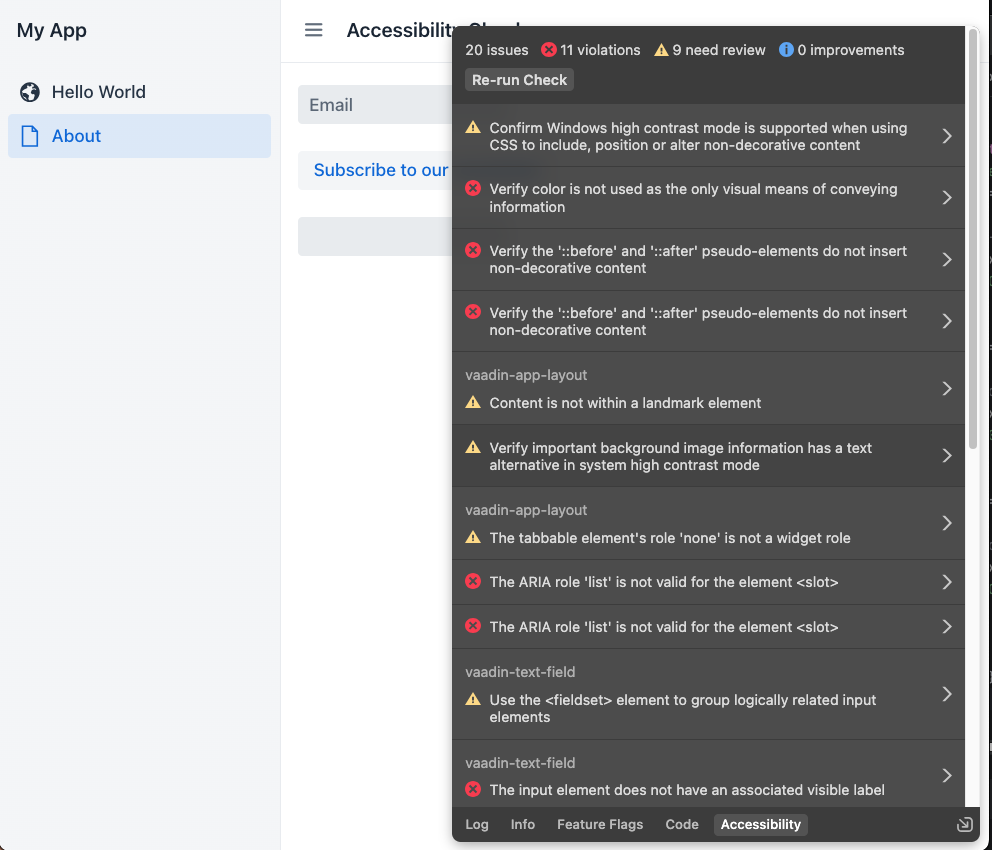 My App
Hello World
About
Email
Subscribe to our
20 issues 11 violations 9 need review 0 improvements
Re-run Check
Confirm Windows high contrast mode is supported when using
CSS to include, position or alter non-decorative content
Verify color is not used as the only visual means of conveying
information
Verify the '::before' and '::after' pseudo-elements do not insert
non-decorative content
Verify the '::before' and '::after' pseudo-elements do not insert
non-decorative content
vaadin-app-layout
Content is not within a landmark element
Verify important background image information has a text
alternative in system high contrast mode
vaadin-app-layout
The tabbable element's role 'none' is not a widget role
The ARIA role 'list' is not valid for the element <slot>
The ARIA role 'list' is not valid for the element <slot>
vaadin-text-field
Use the <fieldset> element to group logically related input
elements
vaadin-text-field
The input element does not have an associated visible label
Log Info Feature Flags Code Accessibility